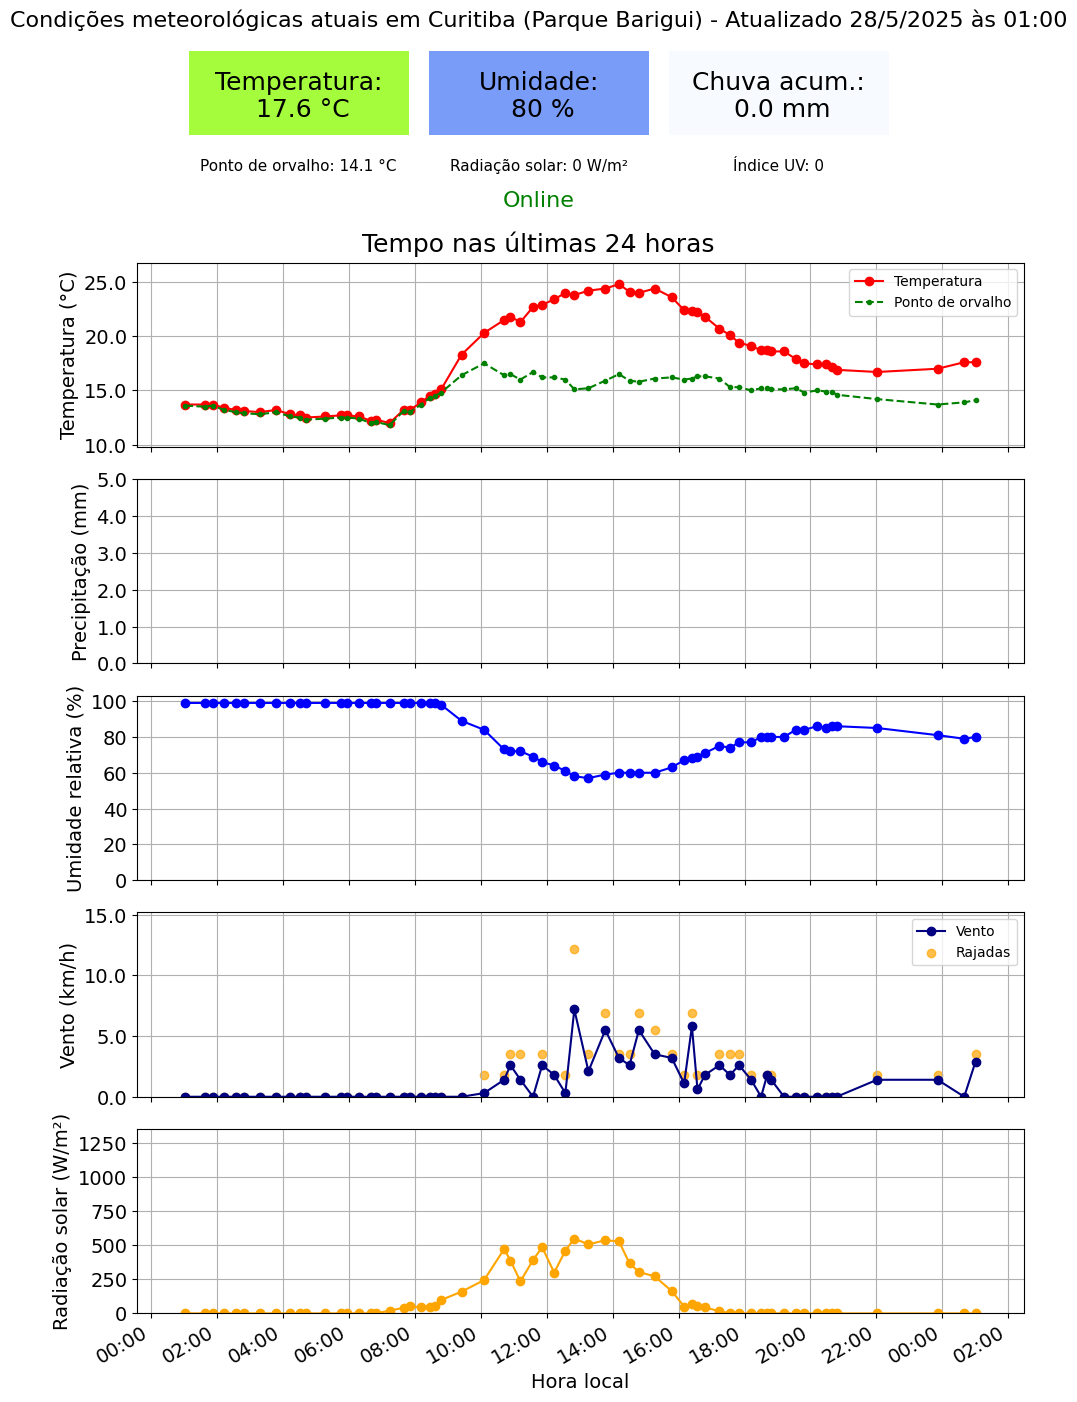 Condições meteorológicas atuais em Curitiba (Parque Barigui) - Atualizado 28/5/2025 às 01:00
Temperatura:
17.6 °C
Umidade:
80 %
Chuva acum.:
0.0 mm
Ponto de orvalho: 14.1 °C
Radiação solar: 0 W/m²
Índice UV: 0
Online
Tempo nas últimas 24 horas
Temperatura (°C)
25.0
20.0
15.0
10.0
Temperatura
Ponto de orvalho
Precipitação (mm)
5.0
4.0
3.0
2.0
1.0
0.0
Umidade relativa (%)
100
80
60
40
20
0
Vento (km/h)
15.0
10.0
5.0
0.0
Vento
Rajadas
Radiação solar (W/m²)
1250
1000
750
500
250
0
00:00
02:00
04:00
06:00
08:00
10:00
12:00
14:00
16:00
18:00
20:00
22:00
00:00
02:00
Hora local